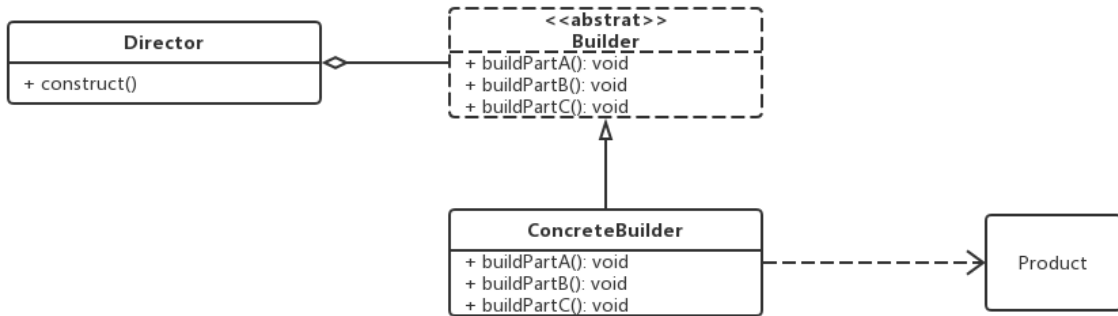 Director
+ construct()
<<abstrat>>
Builder
+ buildPartA(): void
+ buildPartB(): void
+ buildPartC(): void
ConcreteBuilder
+ buildPartA(): void
+ buildPartB(): void
+ buildPartC(): void
Product